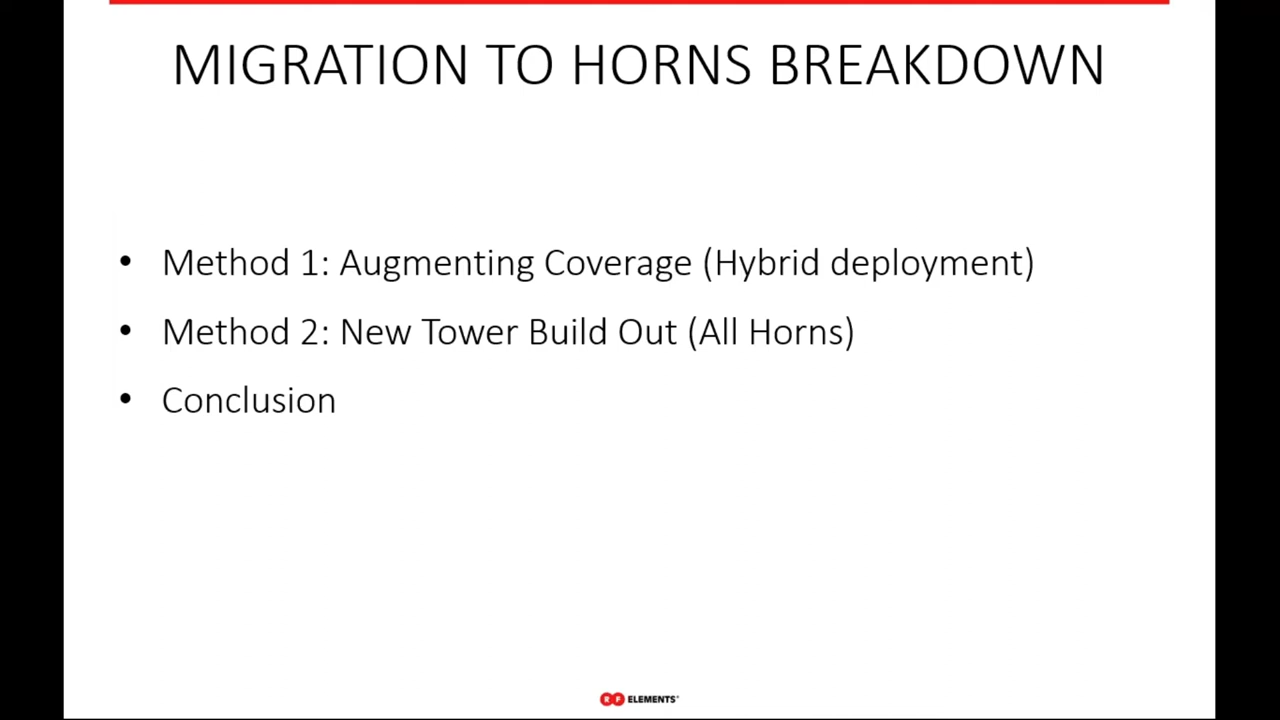 MIGRATION TO HORNS BREAKDOWN
• Method 1: Augmenting Coverage (Hybrid deployment)
• Method 2: New Tower Build Out (All Horns)
• Conclusion
RF ELEMENTS